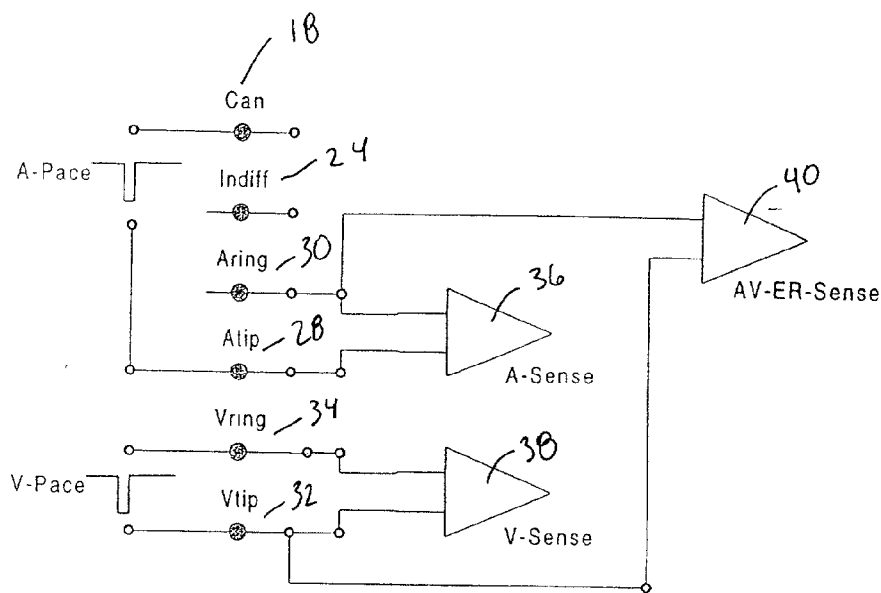 18
Can
A-Pace
Indiff
24
40
Aring
30
36
AV-ER-Sense
Atip
28
A-Sense
Vring
34
38
V-Pace
Vtip
32
V-Sense